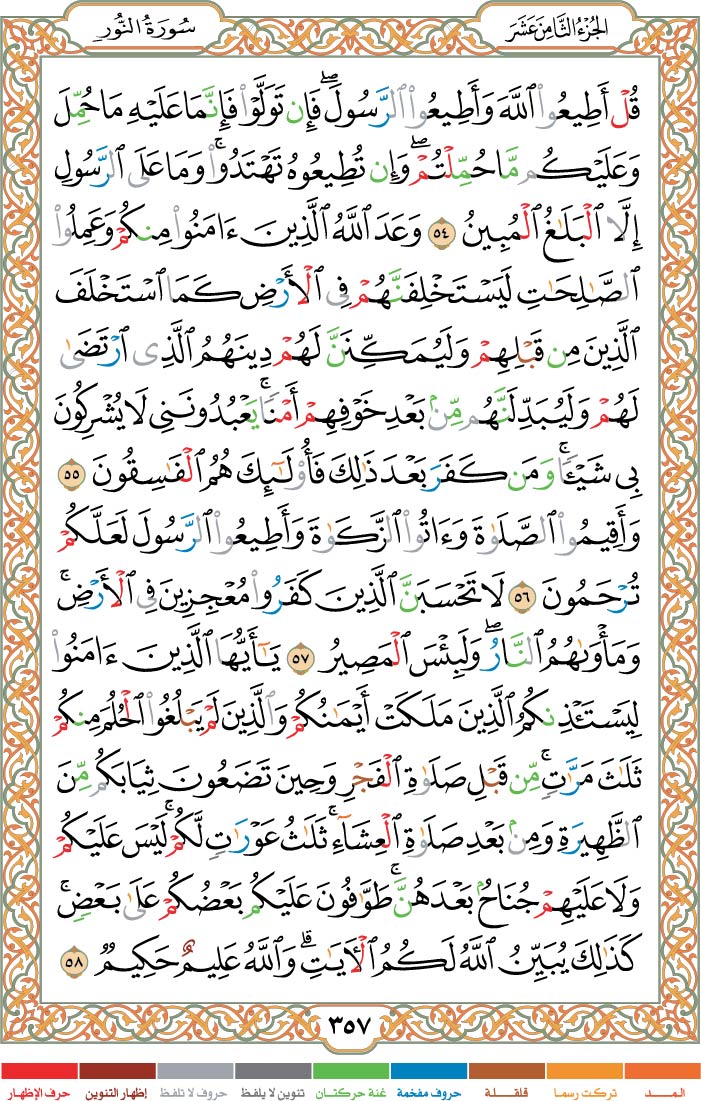 الجُزْءُ الثَّامِنَ عَشَرَ
سُورَةُ النُّورِ
قُلۡ أَطِيعُوا۟ ٱللَّهَ وَأَطِيعُوا۟ ٱلرَّسُولَۖ فَإِن تَوَلَّوۡا۟ فَإِنَّمَا عَلَيۡهِ مَا حُمِّلَ
وَعَلَيۡكُم مَّا حُمِّلۡتُمۡۖ وَإِن تُطِيعُوهُ تَهۡتَدُوا۟ۚ وَمَا عَلَى ٱلرَّسُولِ
إِلَّا ٱلۡبَلَٰغُ ٱلۡمُبِينُ ٥٤ وَعَدَ ٱللَّهُ ٱلَّذِينَ ءَامَنُوا۟ مِنكُمۡ وَعَمِلُوا۟
ٱلصَّٰلِحَٰتِ لَيَسۡتَخۡلِفَنَّهُمۡ فِي ٱلۡأَرۡضِ كَمَا ٱسۡتَخۡلَفَ
ٱلَّذِينَ مِن قَبۡلِهِمۡ وَلَيُمَكِّنَنَّ لَهُمۡ دِينَهُمُ ٱلَّذِي ٱرۡتَضَىٰ
لَهُمۡ وَلَيُبَدِّلَنَّهُم مِّنۢ بَعۡدِ خَوۡفِهِمۡ أَمۡنٗاۚ يَعۡبُدُونَنِي لَا يُشۡرِكُونَ
بِي شَيۡـٔٗاۚ وَمَن كَفَرَ بَعۡدَ ذَٰلِكَ فَأُو۟لَٰٓئِكَ هُمُ ٱلۡفَٰسِقُونَ ٥٥
وَأَقِيمُوا۟ ٱلصَّلَوٰةَ وَءَاتُوا۟ ٱلزَّكَوٰةَ وَأَطِيعُوا۟ ٱلرَّسُولَ لَعَلَّكُمۡ
تُرۡحَمُونَ ٥٦ لَا تَحۡسَبَنَّ ٱلَّذِينَ كَفَرُوا۟ مُعۡجِزِينَ فِي ٱلۡأَرۡضِۚ
وَمَأۡوَىٰهُمُ ٱلنَّارُۖ وَلَبِئۡسَ ٱلۡمَصِيرُ ٥٧ يَٰٓأَيُّهَا ٱلَّذِينَ ءَامَنُوا۟
لِيَسۡتَـٔۡذِنكُمُ ٱلَّذِينَ مَلَكَتۡ أَيۡمَٰنُكُمۡ وَٱلَّذِينَ لَمۡ يَبۡلُغُوا۟ ٱلۡحُلُمَ مِنكُمۡ
ثَلَٰثَ مَرَّٰتٖۚ مِّن قَبۡلِ صَلَوٰةِ ٱلۡفَجۡرِ وَحِينَ تَضَعُونَ ثِيَابَكُم مِّنَ
ٱلظَّهِيرَةِ وَمِنۢ بَعۡدِ صَلَوٰةِ ٱلۡعِشَآءِۚ ثَلَٰثُ عَوۡرَٰتٖ لَّكُمۡۚ لَيۡسَ عَلَيۡكُمۡ
وَلَا عَلَيۡهِمۡ جُنَاحُۢ بَعۡدَهُنَّۚ طَوَّٰفُونَ عَلَيۡكُم بَعۡضُكُمۡ عَلَىٰ بَعۡضٖۚ
كَذَٰلِكَ يُبَيِّنُ ٱللَّهُ لَكُمُ ٱلۡأٓيَٰتِۗ وَٱللَّهُ عَلِيمٌ حَكِيمٞ ٥٨
٣٥٧
المـــد تركت رسما قلقـلة حروف مفخمة غنة حركتان تنوين لا يلفظ حروف لا تلفظ إظهار التنوين حرف الإظهار